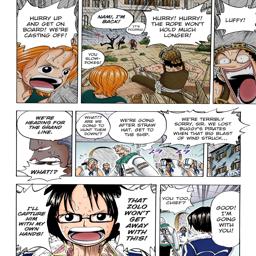 HURRY UP
AND GET ON
BOARD! WE'RE
CASTING OFF!
NAMI, I'M
BACK!
YOU
SLOW-
POKES!
HURRY! HURRY!
THE ROPE WON'T
HOLD MUCH
LONGER!
LUFFY!
WE'RE
HEADING FOR
THE GRAND
LINE.
WHAT!?
WHAT!? ARE WE
GOING TO
HUNT THEM
DOWN?
WE'RE GOING
AFTER STRAW
HAT. GET TO
THE SHIP.
WE'RE TERRIBLY
SORRY, SIR. WE LOST
BUGGY'S PIRATES
WHEN THAT BIG BLAST
OF WIND STRUCK...
I'LL
CAPTURE
HIM
WITH MY
OWN
HANDS!
THAT
ZOLO
WON'T
GET
AWAY
WITH
THIS!
YOU TOO,
CHIEF?
GOOD!
I'M
GOING
WITH
YOU!